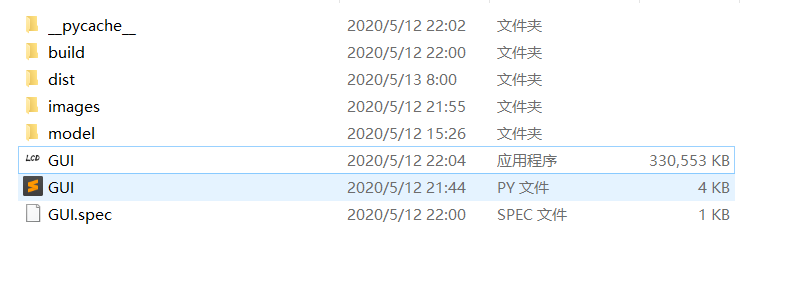 __pycache__ 2020/5/12 22:02 文件夹
build 2020/5/12 22:00 文件夹
dist 2020/5/13 8:00 文件夹
images 2020/5/12 21:55 文件夹
model 2020/5/12 15:26 文件夹
LCD GUI 2020/5/12 22:04 应用程序 330,553 KB
GUI 2020/5/12 21:44 PY 文件 4 KB
GUI.spec 2020/5/12 22:00 SPEC 文件 1 KB